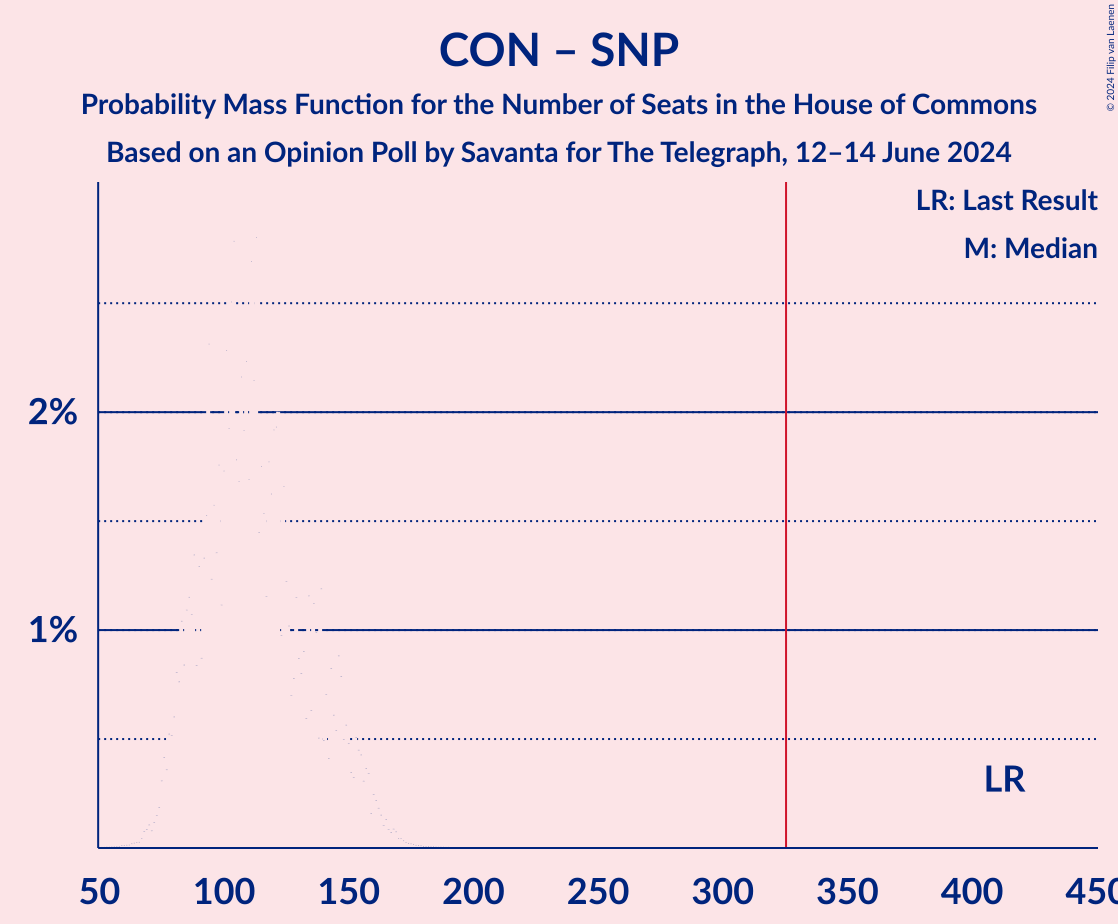 CON – SNP
Probability Mass Function for the Number of Seats in the House of Commons
Based on an Opinion Poll by Savanta for The Telegraph, 12–14 June 2024
© 2024 Filip van Laenen
LR: Last Result
M: Median
2%
1%
LR
50 100 150 200 250 300 350 400 450